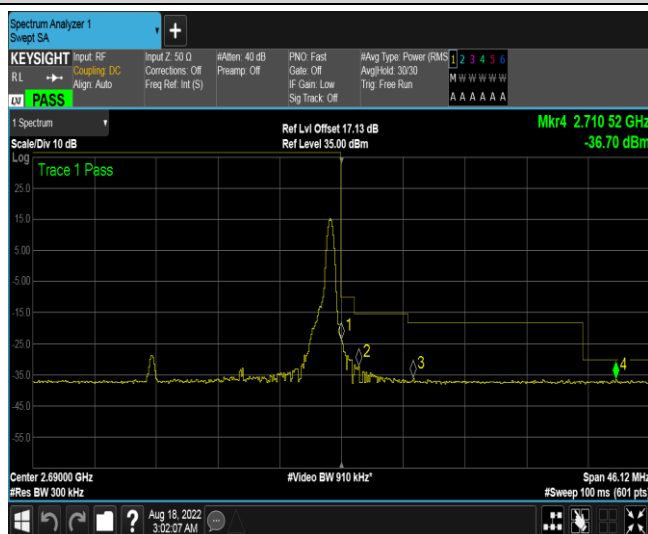 Spectrum Analyzer 1
Swept SA
+
KEYSIGHT
RL
LXI PASS
Input: RF
Coupling: DC
Align: Auto
Input Z: 50 Ω
Corrections: Off
Freq Ref: Int (S)
#Atten: 40 dB
Preamp: Off
PNO: Fast
Gate: Off
IF Gain: Low
Sig Track: Off
#Avg Type: Power (RMS
Avg|Hold: 30/30
Trig: Free Run
1 2 3 4 5 6
M W W W W W
A A A A A A
1 Spectrum
Scale/Div 10 dB
Ref Lvl Offset 17.13 dB
Ref Level 35.00 dBm
Mkr4 2.710 52 GHz
-36.70 dBm
Log
Trace 1 Pass
25.0
15.0
5.00
-5.00
-15.0
-25.0
-35.0
-45.0
-55.0
1
2
3
4
Center 2.69000 GHz
#Res BW 300 kHz
#Video BW 910 kHz*
Span 46.12 MHz
#Sweep 100 ms (601 pts)
?
Aug 18, 2022
3:02:07 AM